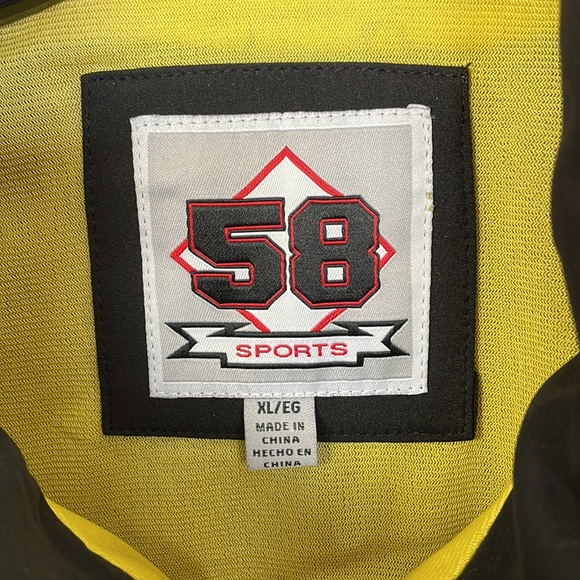 58
SPORTS
XL/EG
MADE IN
CHINA
HECHO EN
CHINA